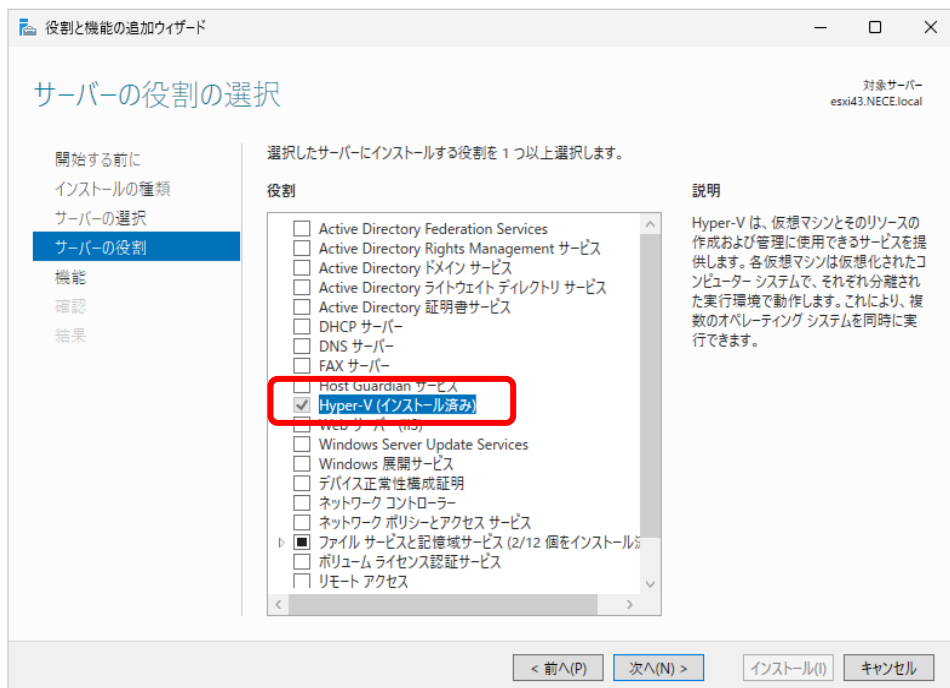 役割と機能の追加ウィザード
サーバーの役割の選択
対象サーバー
esxi43.NECE.local
開始する前に
インストールの種類
サーバーの選択
サーバーの役割
機能
確認
結果
選択したサーバーにインストールする役割を 1 つ以上選択します。
役割
Active Directory Federation Services
Active Directory Rights Management サービス
Active Directory ドメイン サービス
Active Directory ライトウェイト ディレクトリ サービス
Active Directory 証明書サービス
DHCP サーバー
DNS サーバー
FAX サーバー
Host Guardian サービス
Hyper-V (インストール済み)
Web サーバー (IIS)
Windows Server Update Services
Windows 展開サービス
デバイス正常性構成証明
ネットワーク コントローラー
ネットワーク ポリシーとアクセス サービス
ファイル サービスと記憶域サービス (2/12 個をインストール済
ボリューム ライセンス認証サービス
リモート アクセス
説明
Hyper-V は、仮想マシンとそのリソースの
作成および管理に使用できるサービスを提
供します。各仮想マシンは仮想化されたコ
ンピューター システムで、それぞれ分離され
た実行環境で動作します。これにより、複
数のオペレーティング システムを同時に実
行できます。
< 前へ(P)
次へ(N) >
インストール(I)
キャンセル